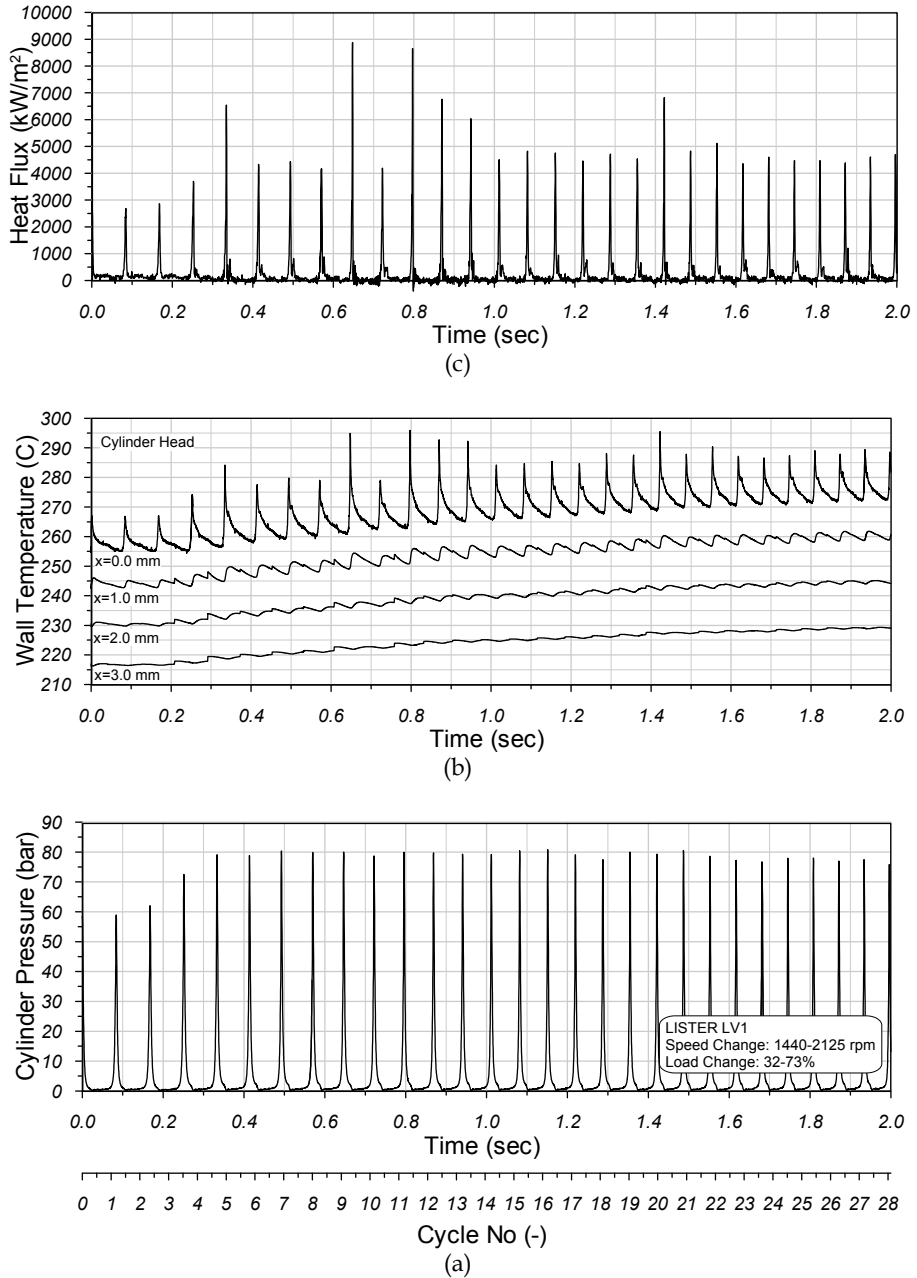 10000
9000
8000
7000
6000
5000
4000
3000
2000
1000
0
Heat Flux (kW/m²)
0.0 0.2 0.4 0.6 0.8 1.0 1.2 1.4 1.6 1.8 2.0
Time (sec)
(c)
300
290
280
270
260
250
240
230
220
210
Wall Temperature (C)
Cylinder Head
x=0.0 mm
x=1.0 mm
x=2.0 mm
x=3.0 mm
0.0 0.2 0.4 0.6 0.8 1.0 1.2 1.4 1.6 1.8 2.0
Time (sec)
(b)
90
80
70
60
50
40
30
20
10
0
Cylinder Pressure (bar)
LISTER LV1
Speed Change: 1440-2125 rpm
Load Change: 32-73%
0.0 0.2 0.4 0.6 0.8 1.0 1.2 1.4 1.6 1.8 2.0
Time (sec)
0 1 2 3 4 5 6 7 8 9 10 11 12 13 14 15 16 17 18 19 20 21 22 23 24 25 26 27 28
Cycle No (-)
(a)